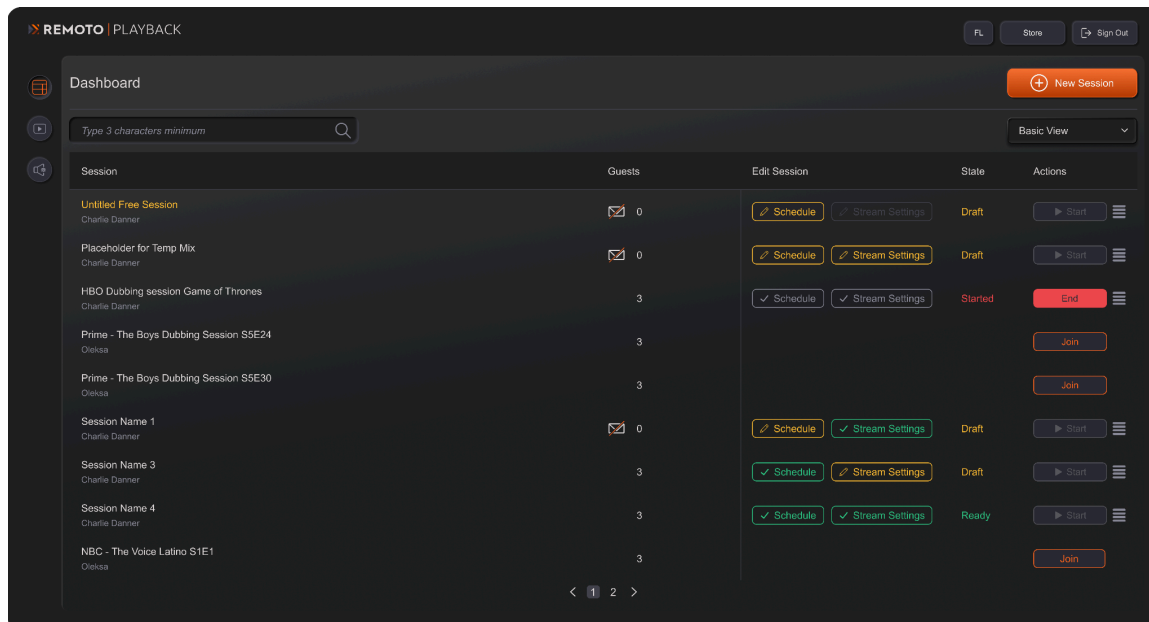 REMOTO | PLAYBACK
FL
Store
Sign Out
Dashboard
New Session
Type 3 characters minimum
Basic View
Session Guests Edit Session State Actions
Untitled Free Session
Charlie Danner
0 Schedule Stream Settings Draft Start
Placeholder for Temp Mix
Charlie Danner
0 Schedule Stream Settings Draft Start
HBO Dubbing session Game of Thrones
Charlie Danner
3 Schedule Stream Settings Started End
Prime - The Boys Dubbing Session S5E24
Oleksa
3 Join
Prime - The Boys Dubbing Session S5E30
Oleksa
3 Join
Session Name 1
Charlie Danner
0 Schedule Stream Settings Draft Start
Session Name 3
Charlie Danner
3 Schedule Stream Settings Draft Start
Session Name 4
Charlie Danner
3 Schedule Stream Settings Ready Start
NBC - The Voice Latino S1E1
Oleksa
3 Join
< 1 2 >